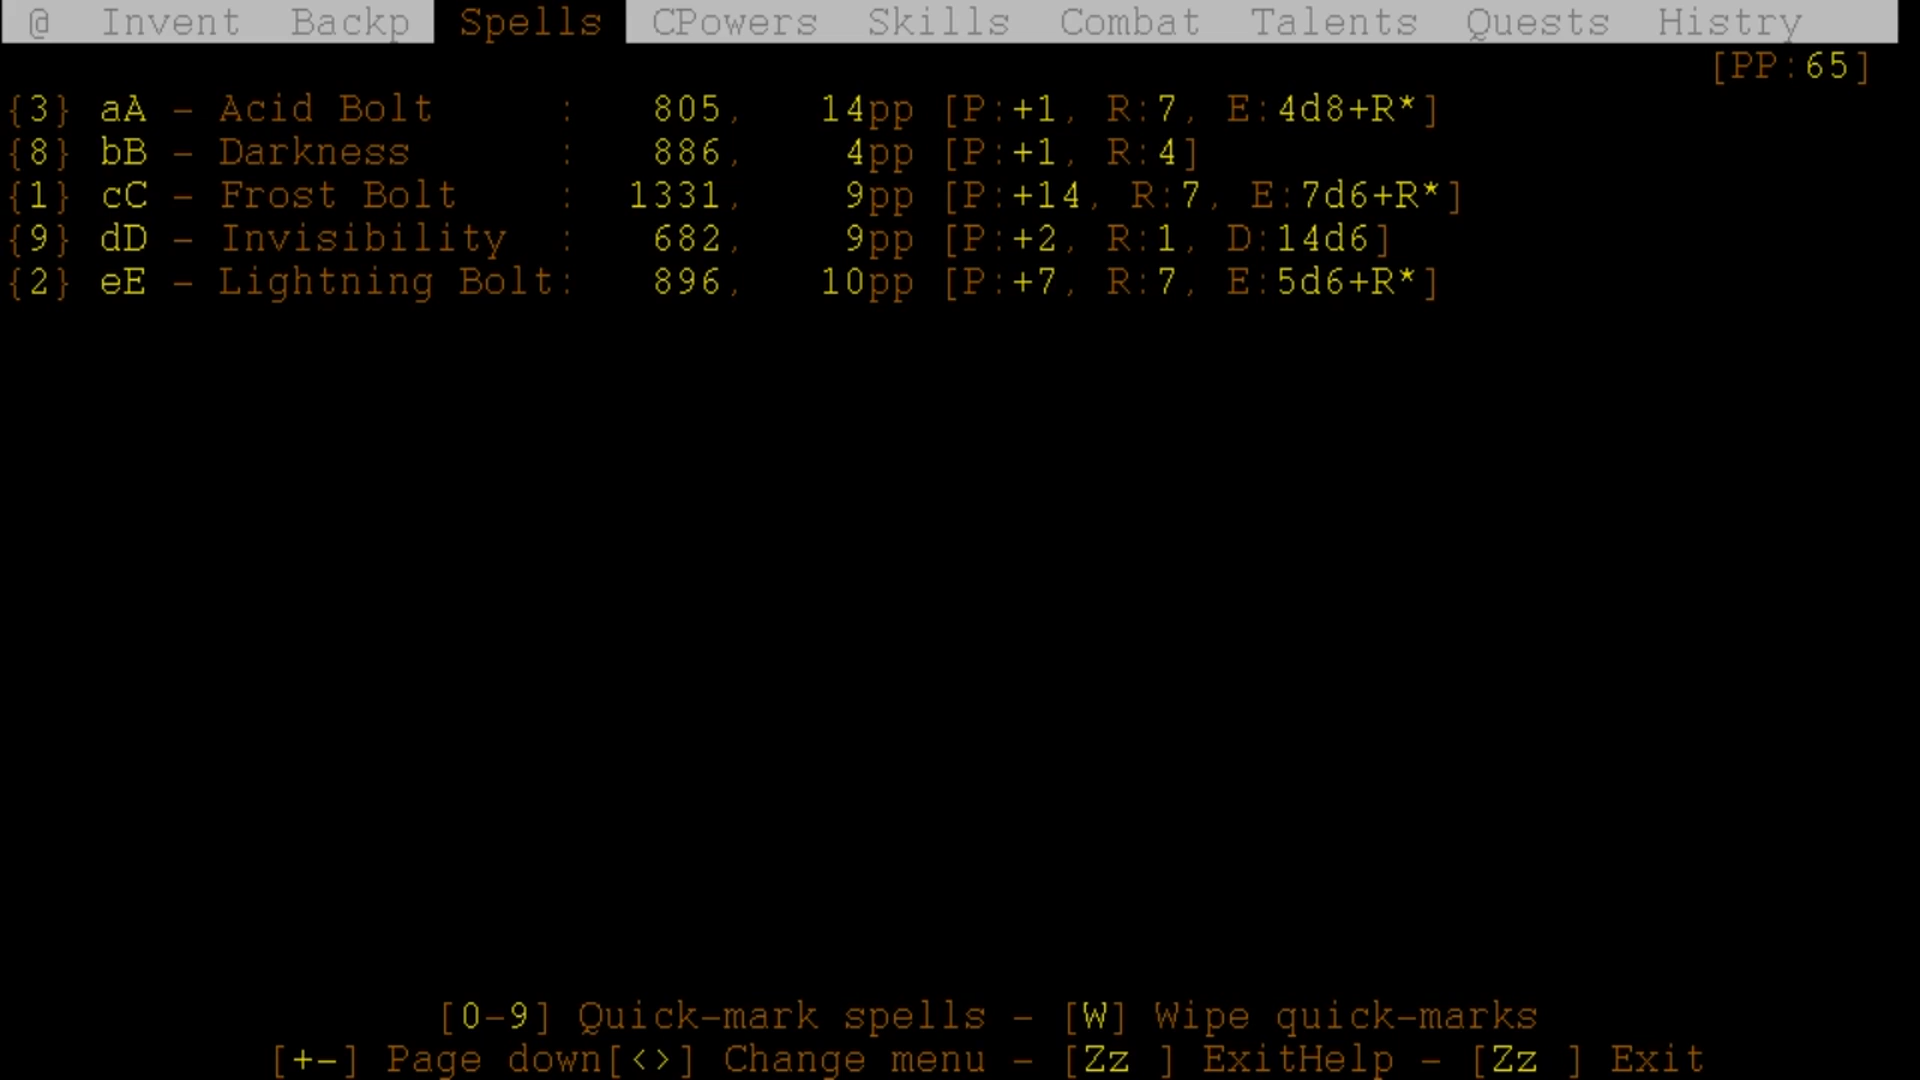 @ Invent Backp Spells CPowers Skills Combat Talents Quests Histry
[PP:65]
{3} aA - Acid Bolt : 805, 14pp [P:+1, R:7, E:4d8+R*]
{8} bB - Darkness : 886, 4pp [P:+1, R:4]
{1} cC - Frost Bolt : 1331, 9pp [P:+14, R:7, E:7d6+R*]
{9} dD - Invisibility : 682, 9pp [P:+2, R:1, D:14d6]
{2} eE - Lightning Bolt: 896, 10pp [P:+7, R:7, E:5d6+R*]
[0-9] Quick-mark spells - [W] Wipe quick-marks
[+-] Page down[<>] Change menu - [Zz ] ExitHelp - [Zz ] Exit